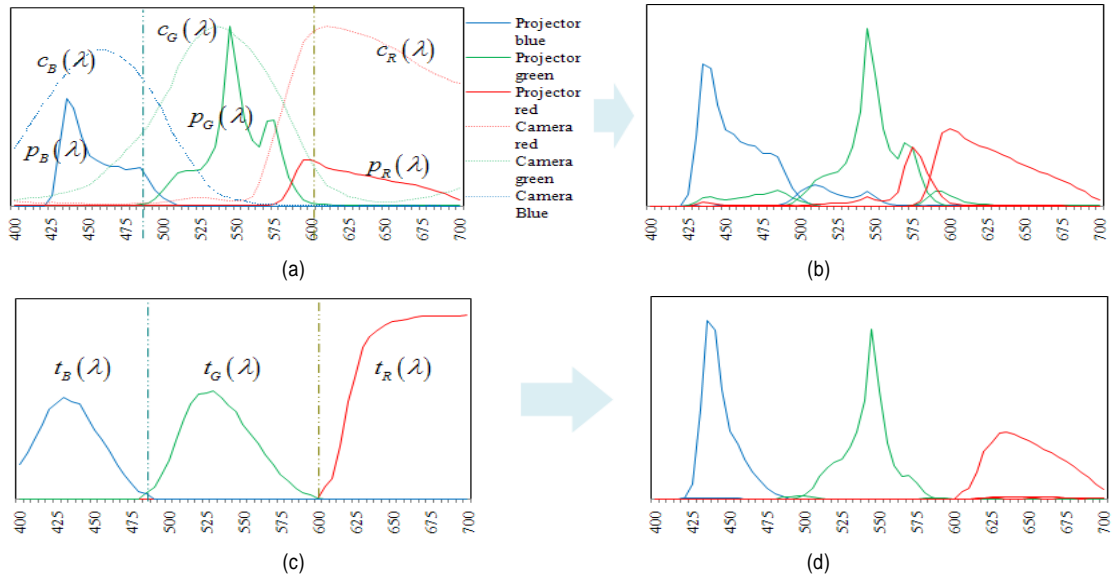 c_B(λ)
c_G(λ)
c_R(λ)
p_B(λ)
p_G(λ)
p_R(λ)
400 425 450 475 500 525 550 575 600 625 650 675 700
Projector
blue
Projector
green
Projector
red
Camera
red
Camera
green
Camera
Blue
400 425 450 475 500 525 550 575 600 625 650 675 700
(a)
(b)
t_B(λ)
t_G(λ)
t_R(λ)
400 425 450 475 500 525 550 575 600 625 650 675 700
400 425 450 475 500 525 550 575 600 625 650 675 700
(c)
(d)